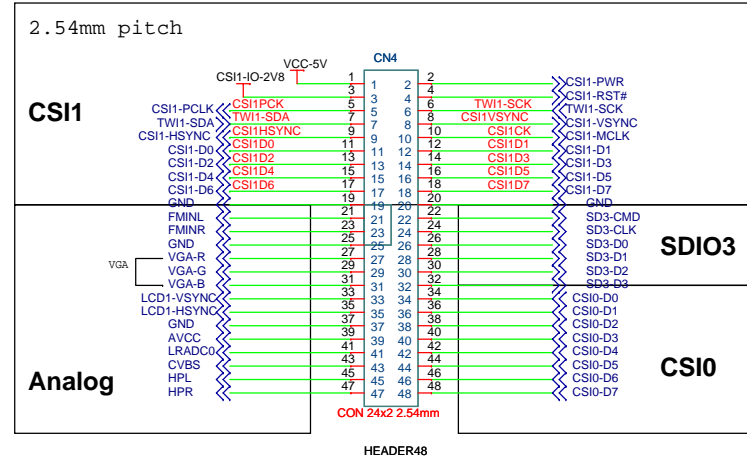 2.54mm pitch
CN4
VCC-5V
CSI1-IO-2V8
1 1 2 2 CSI1-PWR
3 3 4 4 CSI1-RST#
CSI1
CSI1-PCLK CSI1PCK 5 5 6 6 TWI1-SCK TWI1-SCK
TWI1-SDA TWI1-SDA 7 7 8 8 CSI1VSYNC CSI1-VSYNC
CSI1-HSYNC CSI1HSYNC 9 9 10 10 CSI1CK CSI1-MCLK
CSI1-D0 CSI1D0 11 11 12 12 CSI1D1 CSI1-D1
CSI1-D2 CSI1D2 13 13 14 14 CSI1D3 CSI1-D3
CSI1-D4 CSI1D4 15 15 16 16 CSI1D5 CSI1-D5
CSI1-D6 CSI1D6 17 17 18 18 CSI1D7 CSI1-D7
GND 19 19 20 20 GND
FMINL 21 21 22 22 SD3-CMD
FMINR 23 23 24 24 SD3-CLK
GND 25 25 26 26 SD3-D0
SDIO3
VGA
VGA-R 27 27 28 28 SD3-D1
VGA-G 29 29 30 30 SD3-D2
VGA-B 31 31 32 32 SD3-D3
LCD1-VSYNC 33 33 34 34 CSI0-D0
LCD1-HSYNC 35 35 36 36 CSI0-D1
GND 37 37 38 38 CSI0-D2
AVCC 39 39 40 40 CSI0-D3
LRADC0 41 41 42 42 CSI0-D4
CVBS 43 43 44 44 CSI0-D5
CSI0
Analog
HPL 45 45 46 46 CSI0-D6
HPR 47 47 48 48 CSI0-D7
CON 24x2 2.54mm
HEADER48